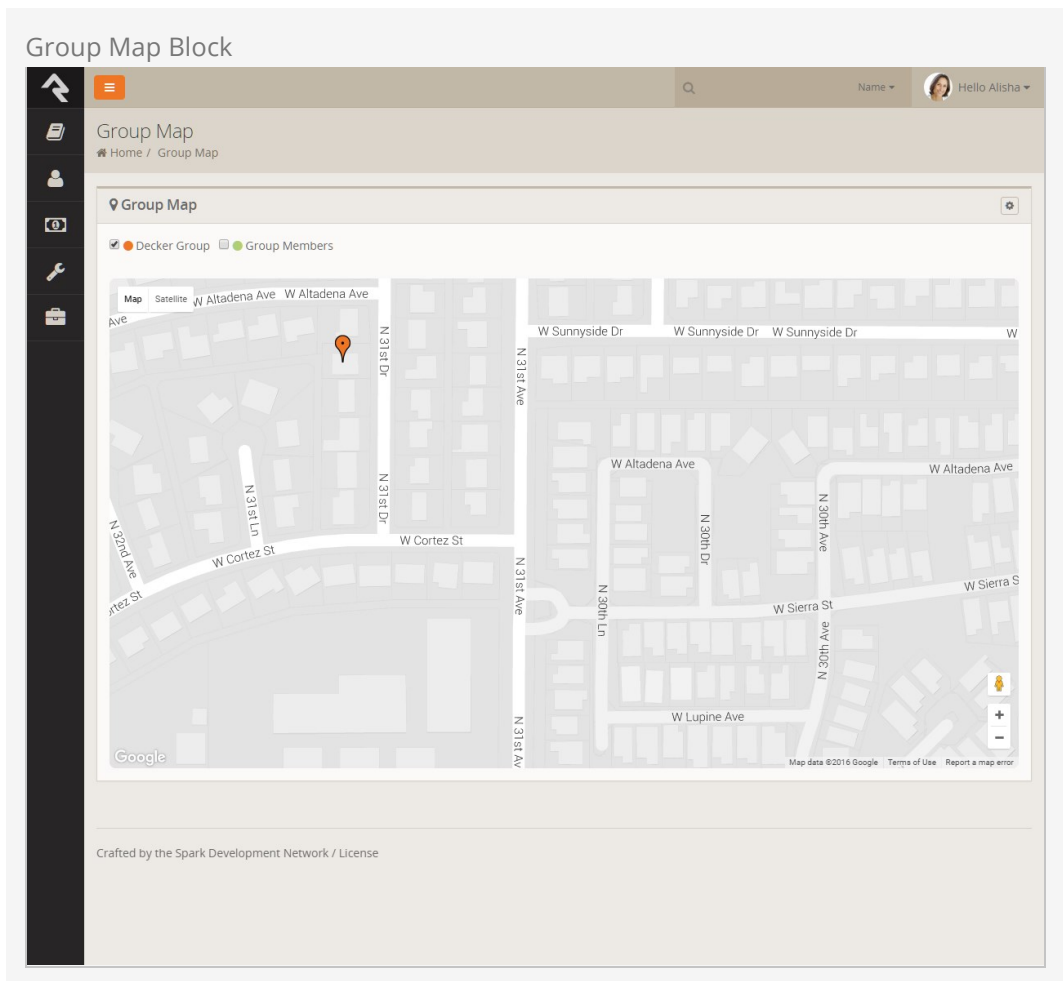 Group Map Block
Name
Hello Alisha
Group Map
Home / Group Map
Group Map
Decker Group Group Members
Map Satellite
W Altadena Ave W Altadena Ave
Ave
N 31st Dr
W Sunnyside Dr W Sunnyside Dr W Sunnyside Dr W
N 31st Ave
W Altadena Ave
W Altadena Ave
N 31st Ln
N 31st Dr
N 30th Ave
N 30th Dr
N 32nd Ave
W Cortez St
W Cortez St
rtez St
N 31st Ave
N 30th Ln
W Sierra S
W Sierra St
N 30th Ave
W Lupine Ave
N 31st Av
Google
Map data ©2016 Google Terms of Use Report a map error
Crafted by the Spark Development Network / License